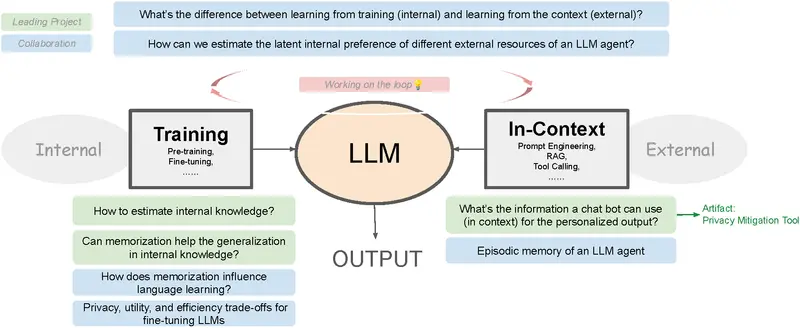 Leading Project
Collaboration
What's the difference between learning from training (internal) and learning from the context (external)?
How can we estimate the latent internal preference of different external resources of an LLM agent?
Working on the loop💡
Internal
Training
Pre-training,
Fine-tuning,
......
LLM
In-Context
Prompt Engineering,
RAG,
Tool Calling,
......
External
How to estimate internal knowledge?
Can memorization help the generalization
in internal knowledge?
How does memorization influence
language learning?
Privacy, utility, and efficiency trade-offs for
fine-tuning LLMs
OUTPUT
What's the information a chat bot can use
(in context) for the personalized output?
Episodic memory of an LLM agent
Artifact:
Privacy Mitigation Tool